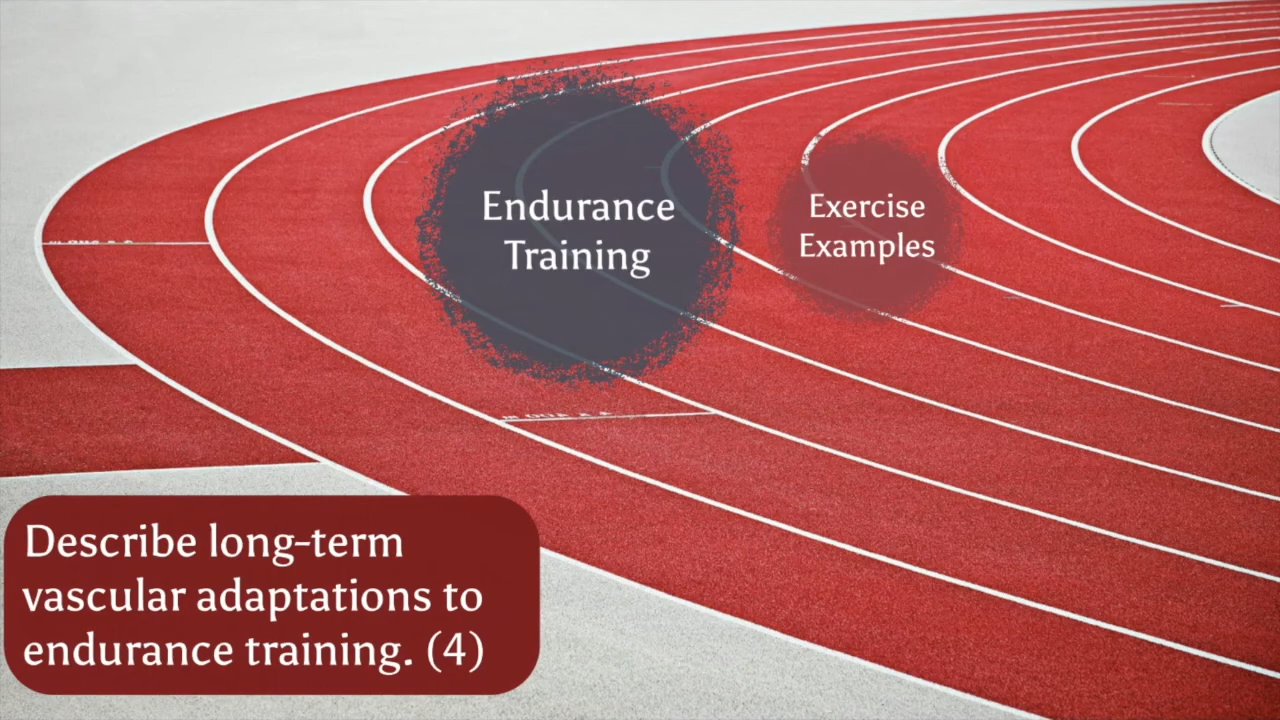 Endurance
Training
Exercise
Examples
Describe long-term
vascular adaptations to
endurance training. (4)